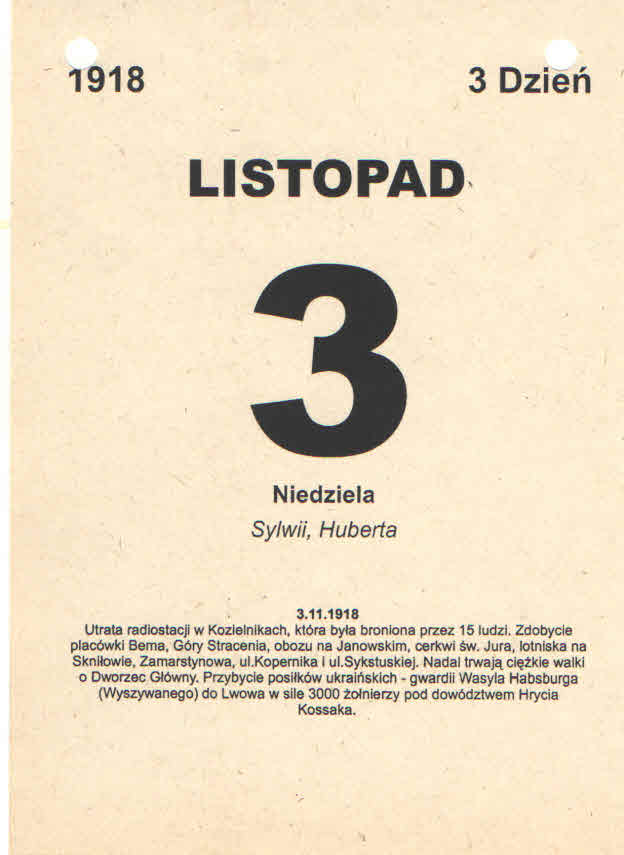 1918 3 Dzień
LISTOPAD
3
Niedziela
Sylwii, Huberta
3.11.1918
Utrata radiostacji w Kozielnikach, która była broniona przez 15 ludzi. Zdobycie
placówki Bema, Góry Stracenia, obozu na Janowskim, cerkwi św. Jura, lotniska na
Skniłowie, Zamarstynowa, ul.Kopernika i ul.Sykstuskiej. Nadal trwają ciężkie walki
o Dworzec Główny. Przybycie posiłków ukraińskich - gwardii Wasyla Habsburga
(Wyszywanego) do Lwowa w sile 3000 żołnierzy pod dowództwem Hrycia
Kossaka.